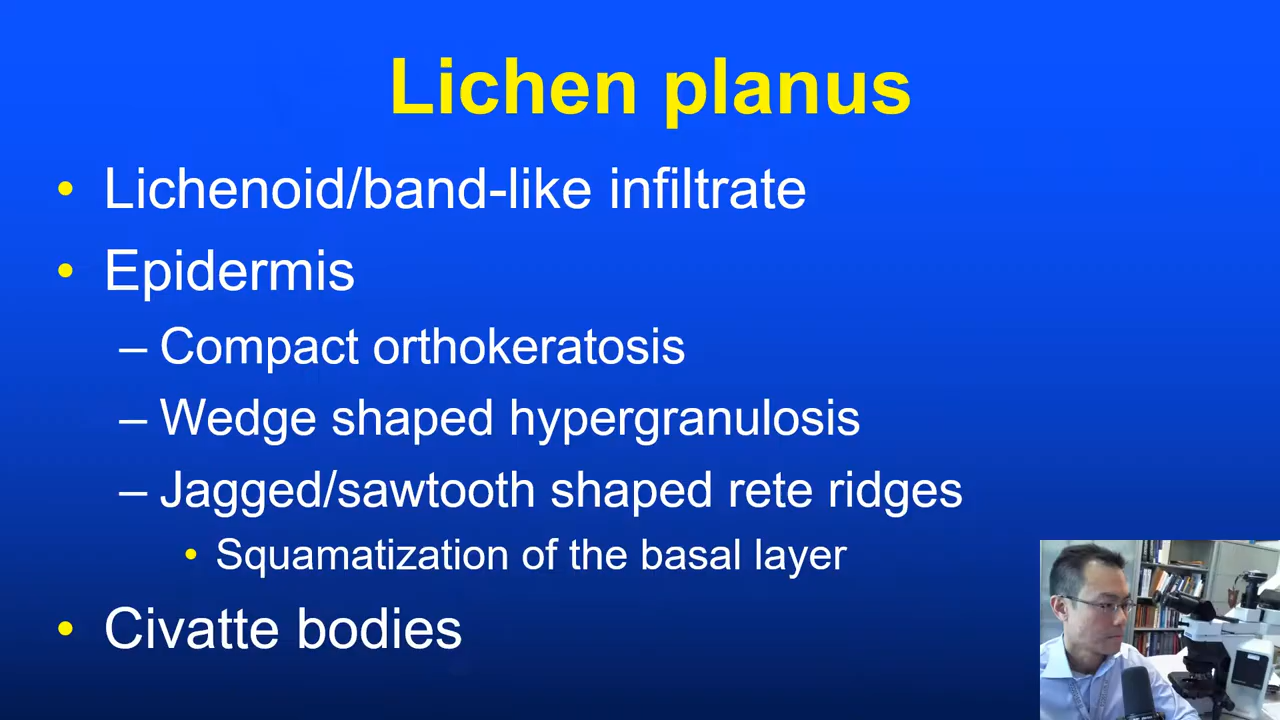 Lichen planus
• Lichenoid/band-like infiltrate
• Epidermis
– Compact orthokeratosis
– Wedge shaped hypergranulosis
– Jagged/sawtooth shaped rete ridges
• Squamatization of the basal layer
• Civatte bodies